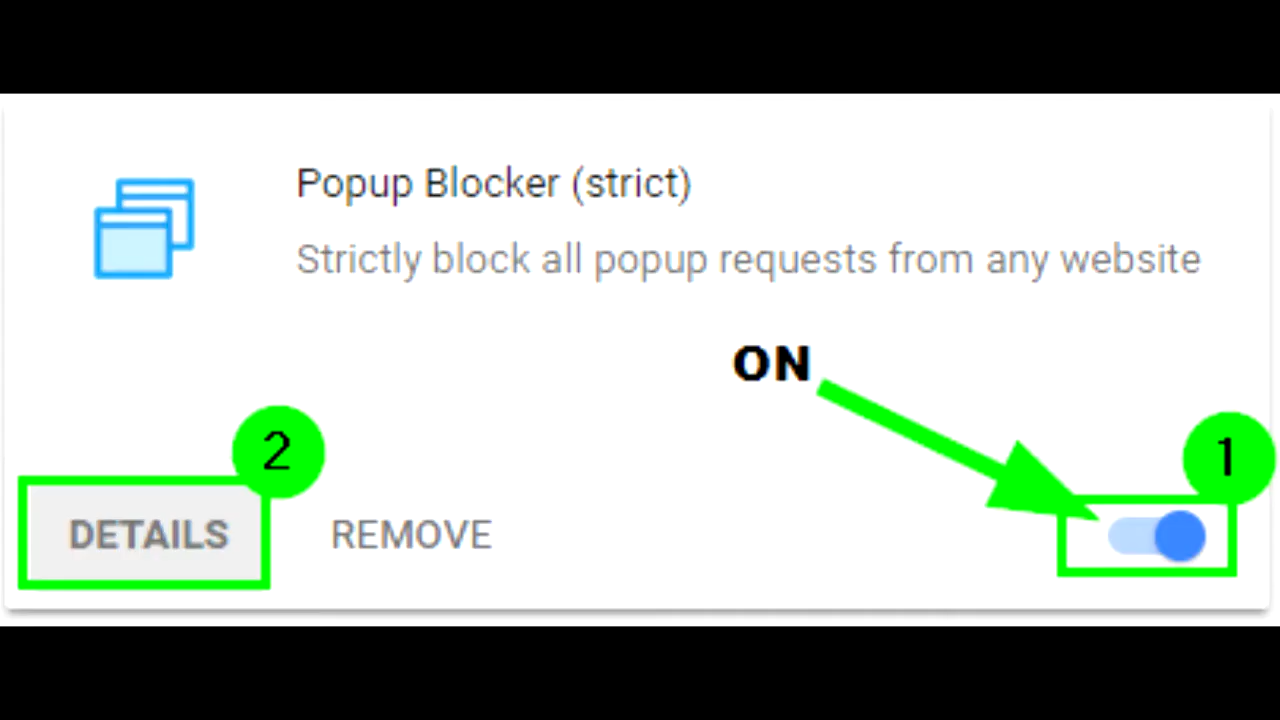 Popup Blocker (strict)
Strictly block all popup requests from any website
ON
2
1
DETAILS
REMOVE